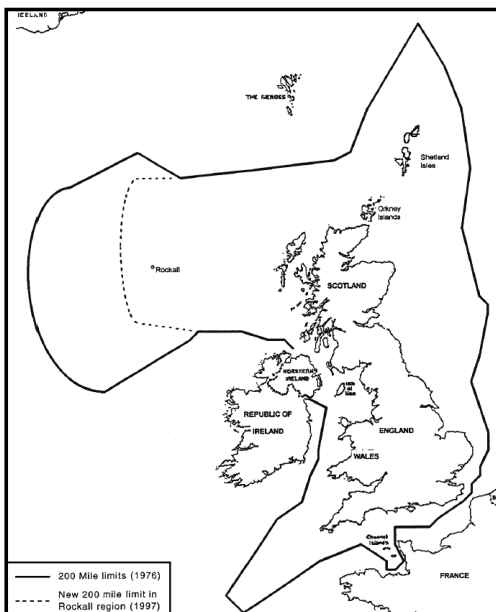 ICELAND
THE FAEROES
Shetland
Isles
Orkney
Islands
Rockall
SCOTLAND
NORTHERN
IRELAND
ISLE
OF
MAN
REPUBLIC OF
IRELAND
ENGLAND
WALES
Channel
Islands
FRANCE
200 Mile limits (1976)
New 200 mile limit in
Rockall region (1997)